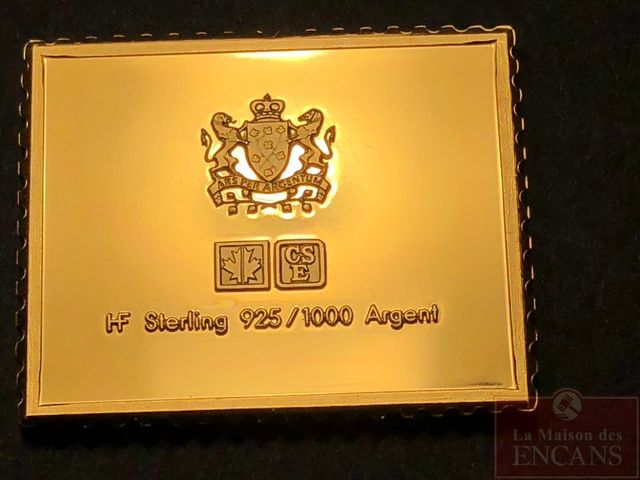 ARS PER ARGENTUM
CS
E
HF Sterling 925/1000 Argent
La Maison des
ENCANS